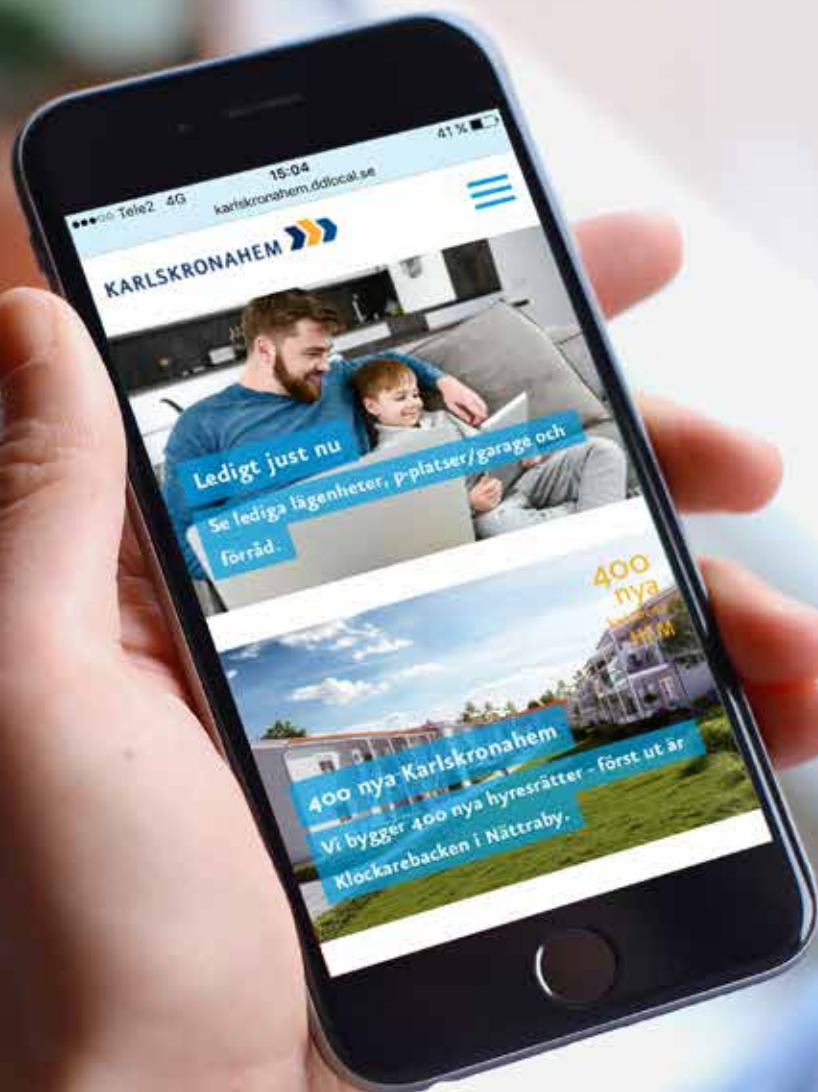 Tele2 4G
15:04
41 %
karlskronahem.ddlocal.se
KARLSKRONAHEM
Ledigt just nu
Se lediga lägenheter, p-platser/garage och
förråd.
400
nya
HEM
400 nya Karlskronahem
Vi bygger 400 nya hyresrätter - först ut är
Klockarebacken i Nättraby.